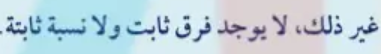 غير ذلك، لا يوجد فرق ثابت ولا نسبة ثابتة.